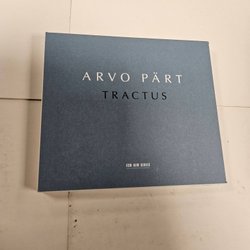 ARVO PÄRT
TRACTUS
ECM NEW SERIES